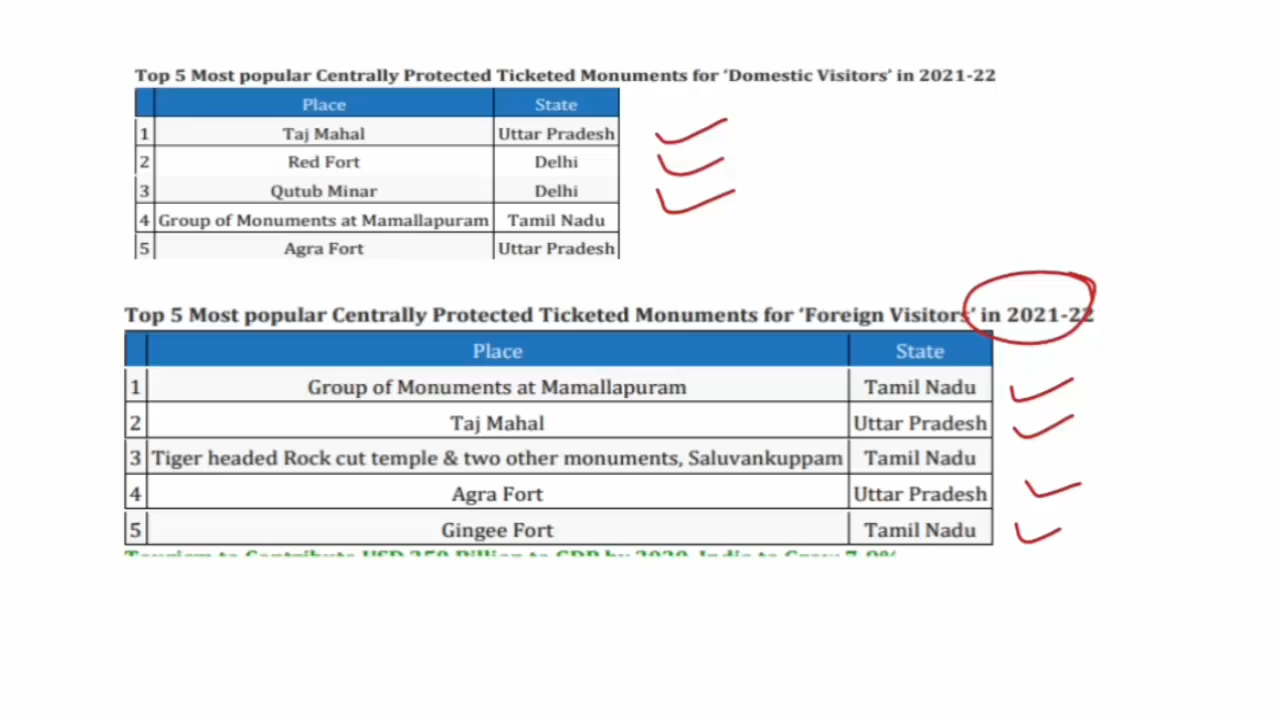 Top 5 Most popular Centrally Protected Ticketed Monuments for ‘Domestic Visitors’ in 2021-22
Place State
1 Taj Mahal Uttar Pradesh
2 Red Fort Delhi
3 Qutub Minar Delhi
4 Group of Monuments at Mamallapuram Tamil Nadu
5 Agra Fort Uttar Pradesh
Top 5 Most popular Centrally Protected Ticketed Monuments for ‘Foreign Visitors’ in 2021-22
Place State
1 Group of Monuments at Mamallapuram Tamil Nadu
2 Taj Mahal Uttar Pradesh
3 Tiger headed Rock cut temple & two other monuments, Saluvankuppam Tamil Nadu
4 Agra Fort Uttar Pradesh
5 Gingee Fort Tamil Nadu